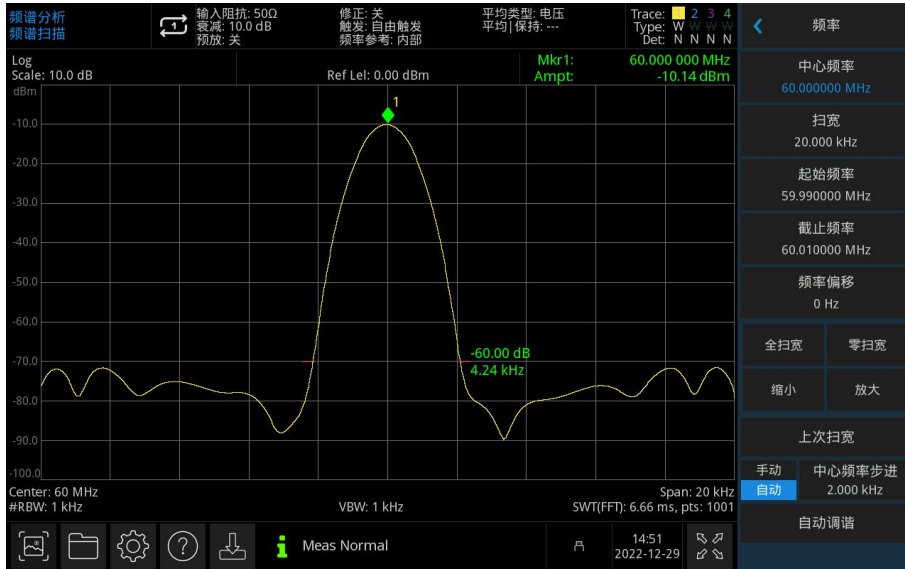 频谱分析
频谱扫描
1
输入阻抗: 50Ω
衰减: 10.0 dB
预放: 关
修正: 关
触发: 自由触发
频率参考: 内部
平均类型: 电压
平均|保持: ---
Trace: 1 2 3 4
Type: W W W W
Det: N N N N
Log
Scale: 10.0 dB
Ref Lel: 0.00 dBm
Mkr1: 60.000 000 MHz
Ampt: -10.14 dBm
dBm
1
-10.0
-20.0
-30.0
-40.0
-50.0
-60.0
-70.0
-80.0
-90.0
-100.0
-60.00 dB
4.24 kHz
Center: 60 MHz
#RBW: 1 kHz
VBW: 1 kHz
Span: 20 kHz
SWT(FFT): 6.66 ms, pts: 1001
Meas Normal
14:51
2022-12-29
频率
中心频率
60.000000 MHz
扫宽
20.000 kHz
起始频率
59.990000 MHz
截止频率
60.010000 MHz
频率偏移
0 Hz
全扫宽
零扫宽
缩小
放大
上次扫宽
手动
自动
中心频率步进
2.000 kHz
自动调谐